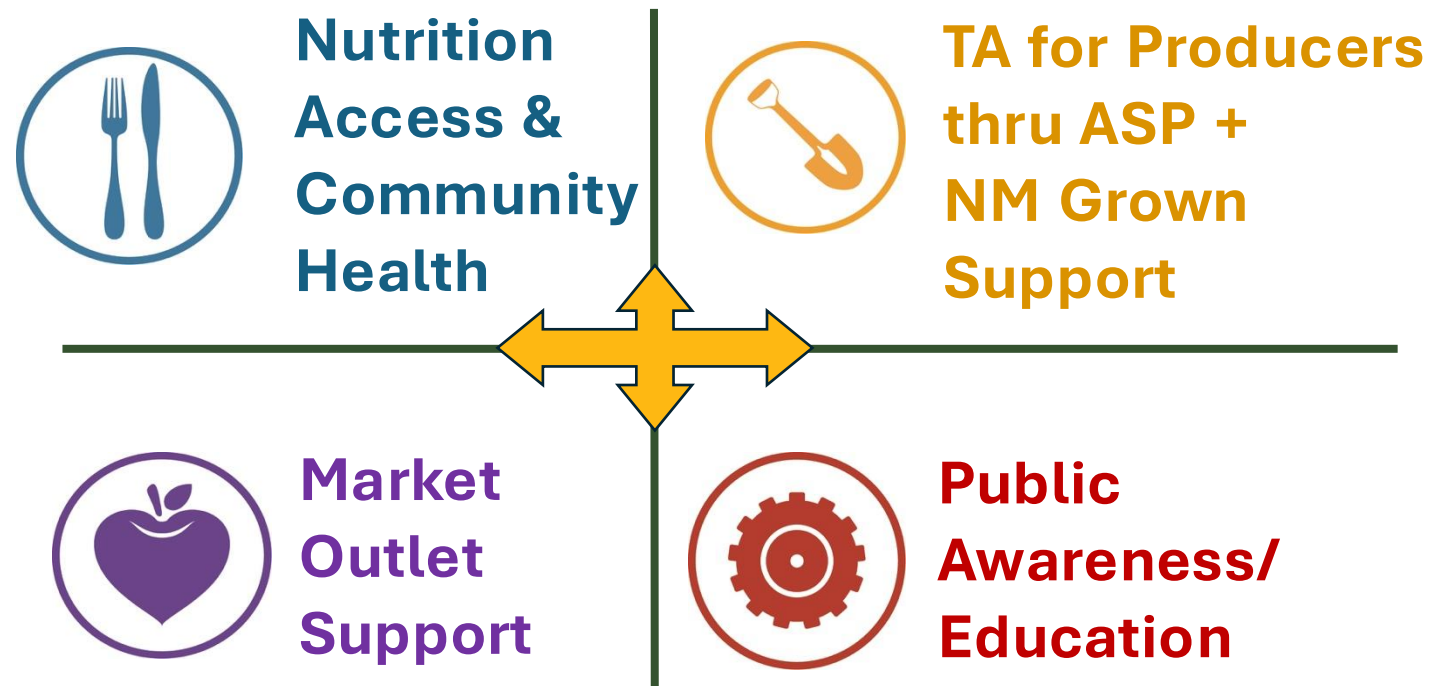 Nutrition
Access &
Community
Health
TA for Producers
thru ASP +
NM Grown
Support
Market
Outlet
Support
Public
Awareness/
Education